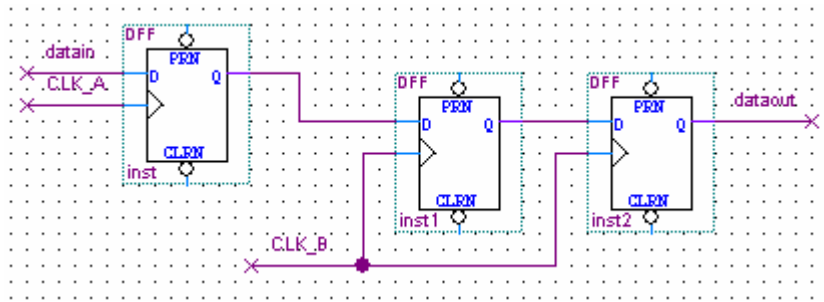 DFF
datain
CLK_A
PRN
D
Q
CLRN
inst
DFF
PRN
D
Q
CLRN
inst1
DFF
PRN
D
Q
CLRN
inst2
dataout
CLK_B